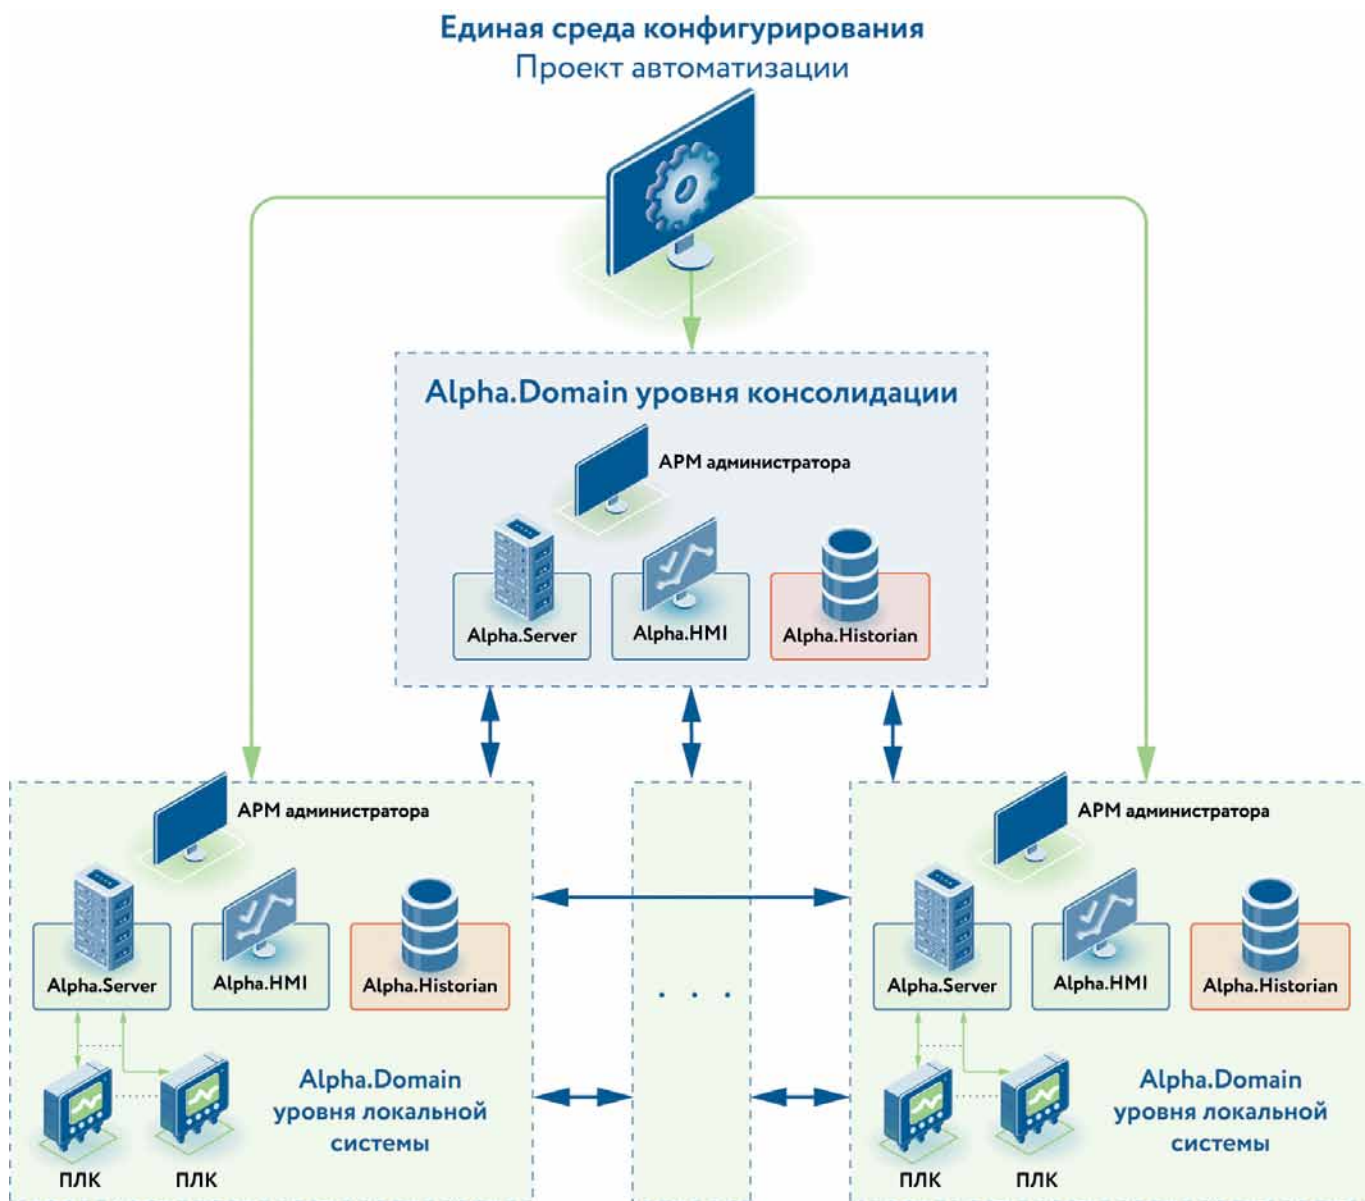 Единая среда конфигурирования
Проект автоматизации
Alpha.Domain уровня консолидации
АРМ администратора
Alpha.Server
Alpha.HMI
Alpha.Historian
АРМ администратора
Alpha.Server
Alpha.HMI
Alpha.Historian
Alpha.Domain
уровня локальной
системы
ПЛК
ПЛК
. . .
АРМ администратора
Alpha.Server
Alpha.HMI
Alpha.Historian
Alpha.Domain
уровня локальной
системы
ПЛК
ПЛК